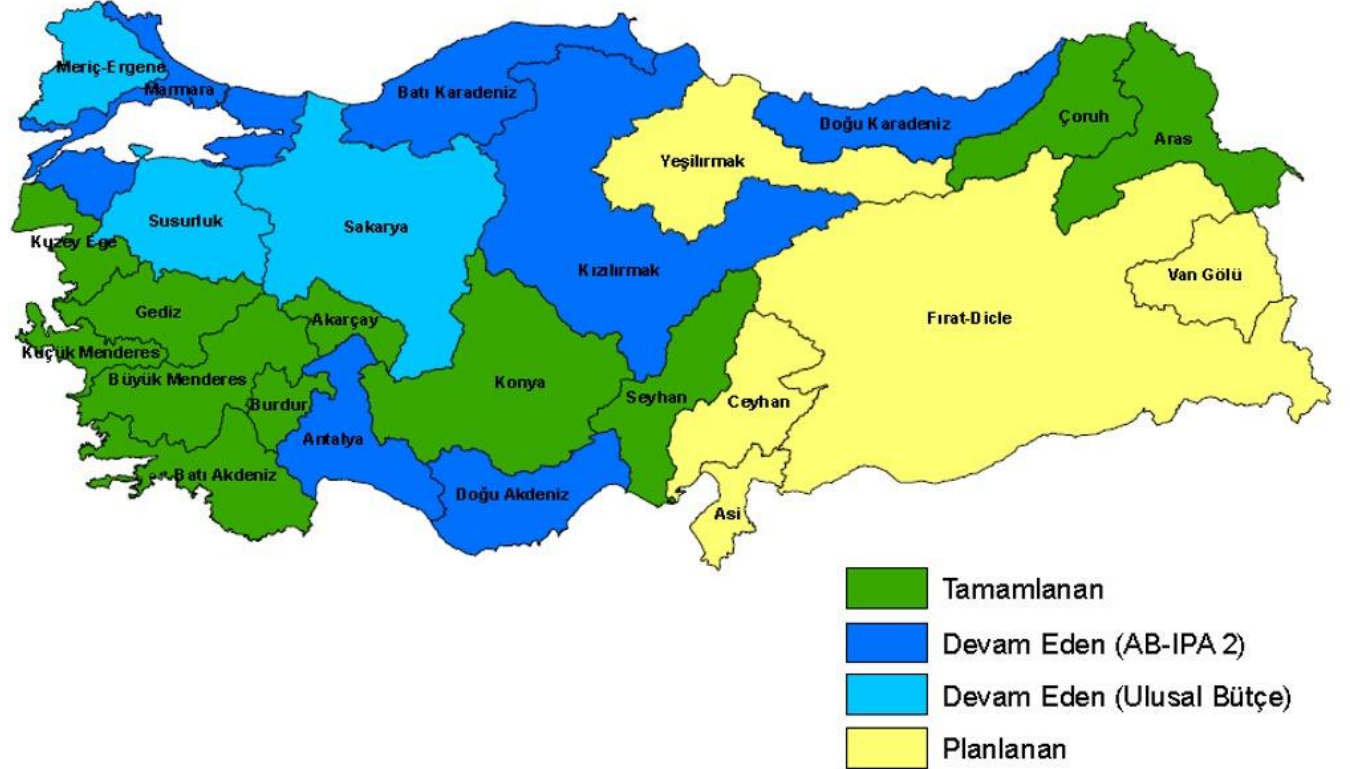 Meriç-Ergene
Marmara
Batı Karadeniz
Doğu Karadeniz
Çoruh
Aras
Yeşilırmak
Susurluk
Sakarya
Kuzey Ege
Kızılırmak
Van Gölü
Gediz
Akarçay
Fırat-Dicle
Küçük Menderes
Büyük Menderes
Konya
Seyhan
Ceyhan
Burdur
Antalya
Batı Akdeniz
Doğu Akdeniz
Asi
Tamamlanan
Devam Eden (AB-IPA 2)
Devam Eden (Ulusal Bütçe)
Planlanan